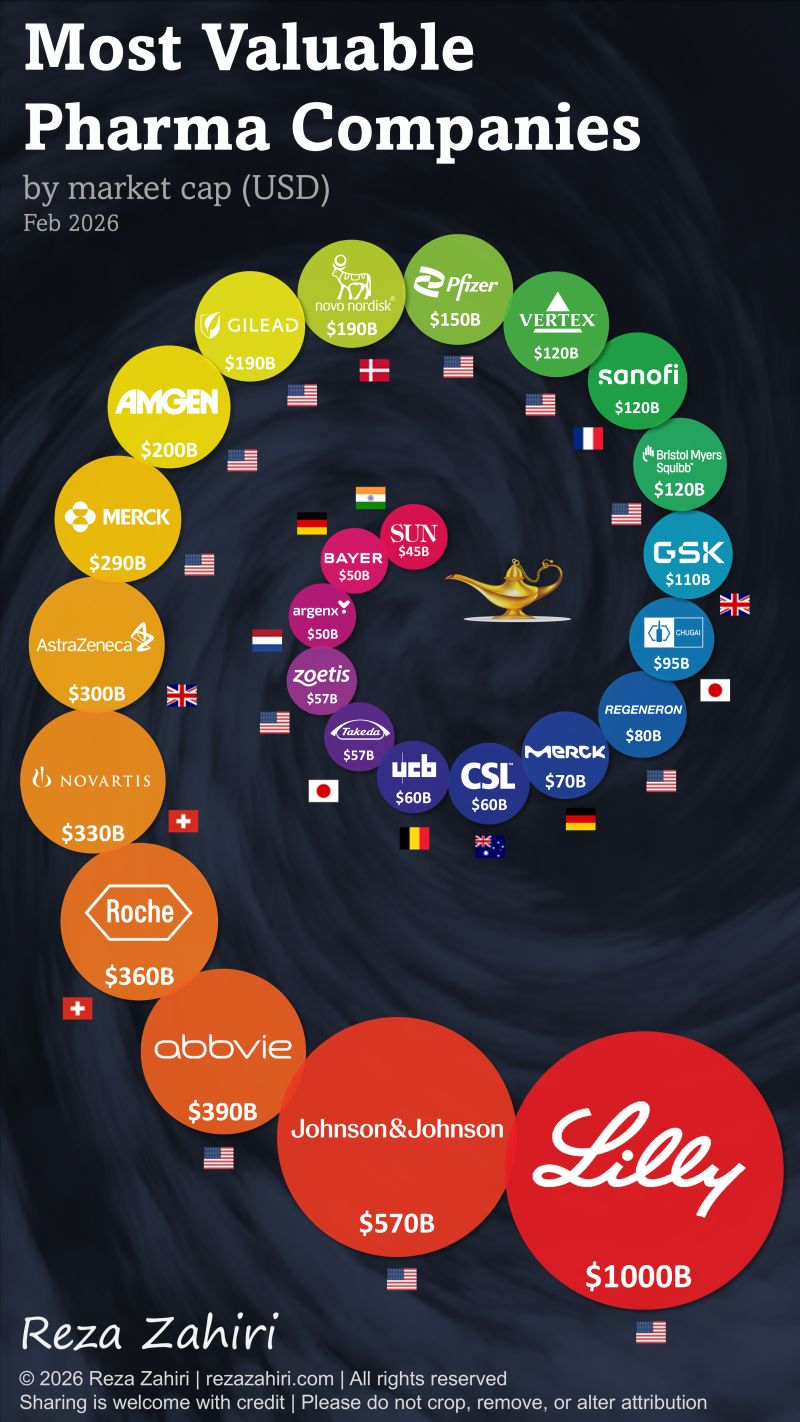 Most Valuable
Pharma Companies
by market cap (USD)
Feb 2026
novo nordisk®
$190B
Pfizer
$150B
GILEAD
$190B
VERTEX
$120B
sanofi
$120B
AMGEN
$200B
Bristol Myers
Squibb™
$120B
MERCK
$290B
SUN
$45B
BAYER
$50B
GSK
$110B
argenx
$50B
CHUGAI
$95B
AstraZeneca
$300B
zoetis
$57B
REGENERON
$80B
Takeda
$57B
ucb
$60B
CSL™
$60B
MERCK
$70B
NOVARTIS
$330B
Roche
$360B
abbvie
$390B
Johnson&Johnson
$570B
Lilly
$1000B
Reza Zahiri
© 2026 Reza Zahiri | rezazahiri.com | All rights reserved
Sharing is welcome with credit | Please do not crop, remove, or alter attribution